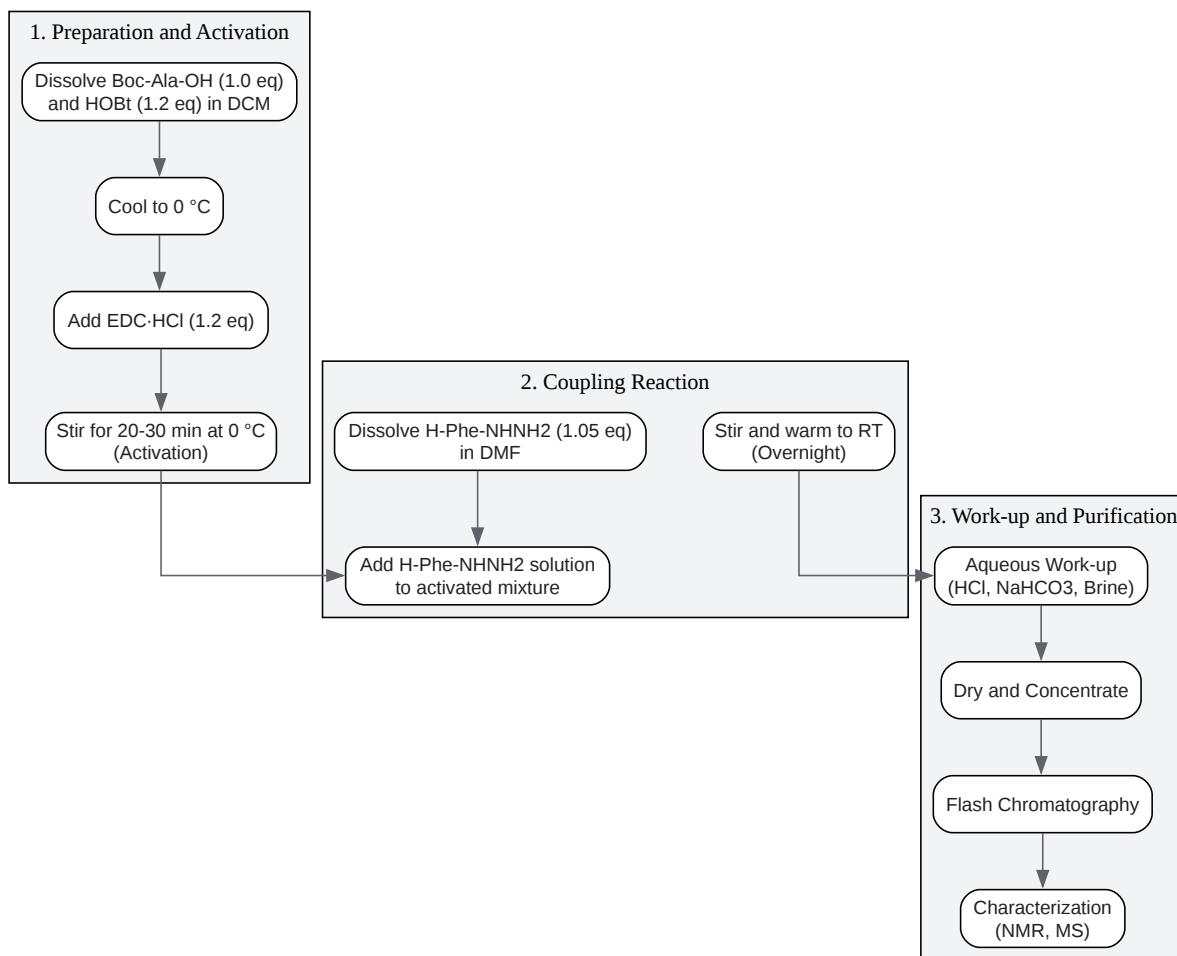 1. Preparation and Activation
Dissolve Boc-Ala-OH (1.0 eq)
and HOBt (1.2 eq) in DCM
Cool to 0 °C
Add EDC·HCl (1.2 eq)
Stir for 20-30 min at 0 °C
(Activation)
2. Coupling Reaction
Dissolve H-Phe-NHNH2 (1.05 eq)
in DMF
Stir and warm to RT
(Overnight)
Add H-Phe-NHNH2 solution
to activated mixture
3. Work-up and Purification
Aqueous Work-up
(HCl, NaHCO3, Brine)
Dry and Concentrate
Flash Chromatography
Characterization
(NMR, MS)